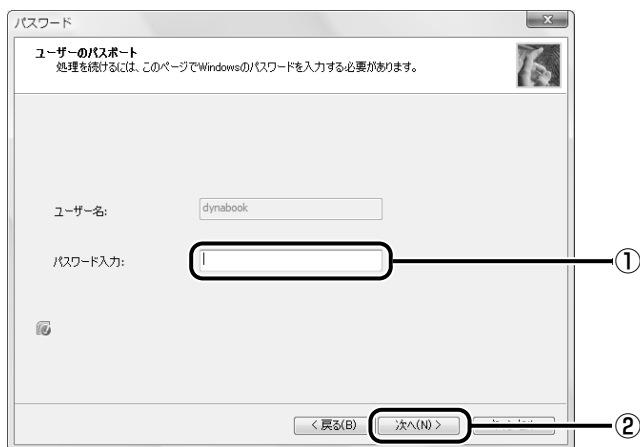 パスワード
ユーザーのパスポート
処理を続けるには、このページでWindowsのパスワードを入力する必要があります。
ユーザー名:
dynabook
パスワード入力:
①
< 戻る(B)
次へ(N) >
②